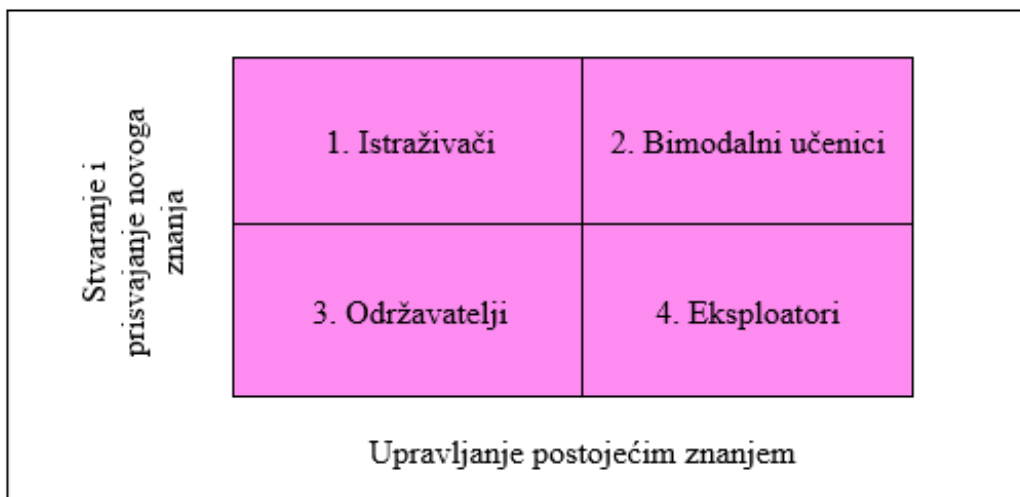 Stvaranje i
prisvajanje novoga
znanja
1. Istraživači
2. Bimodalni učenici
3. Održavatelji
4. Eksploatori
Upravljanje postojećim znanjem